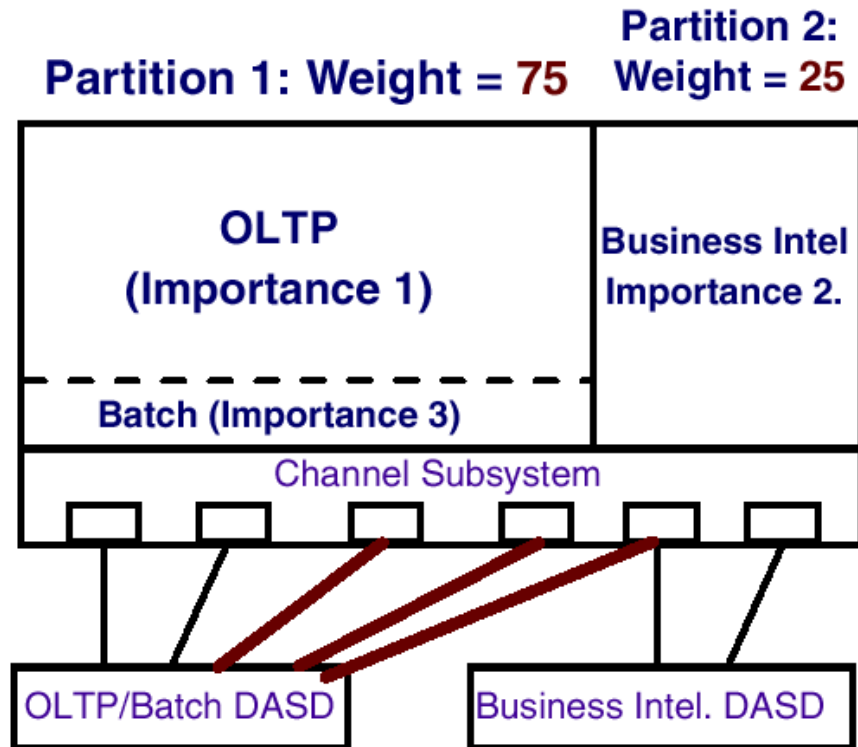 Partition 1: Weight = 75
Partition 2:
Weight = 25
OLTP
(Importance 1)
Business Intel
Importance 2.
Batch (Importance 3)
Channel Subsystem
OLTP/Batch DASD
Business Intel. DASD